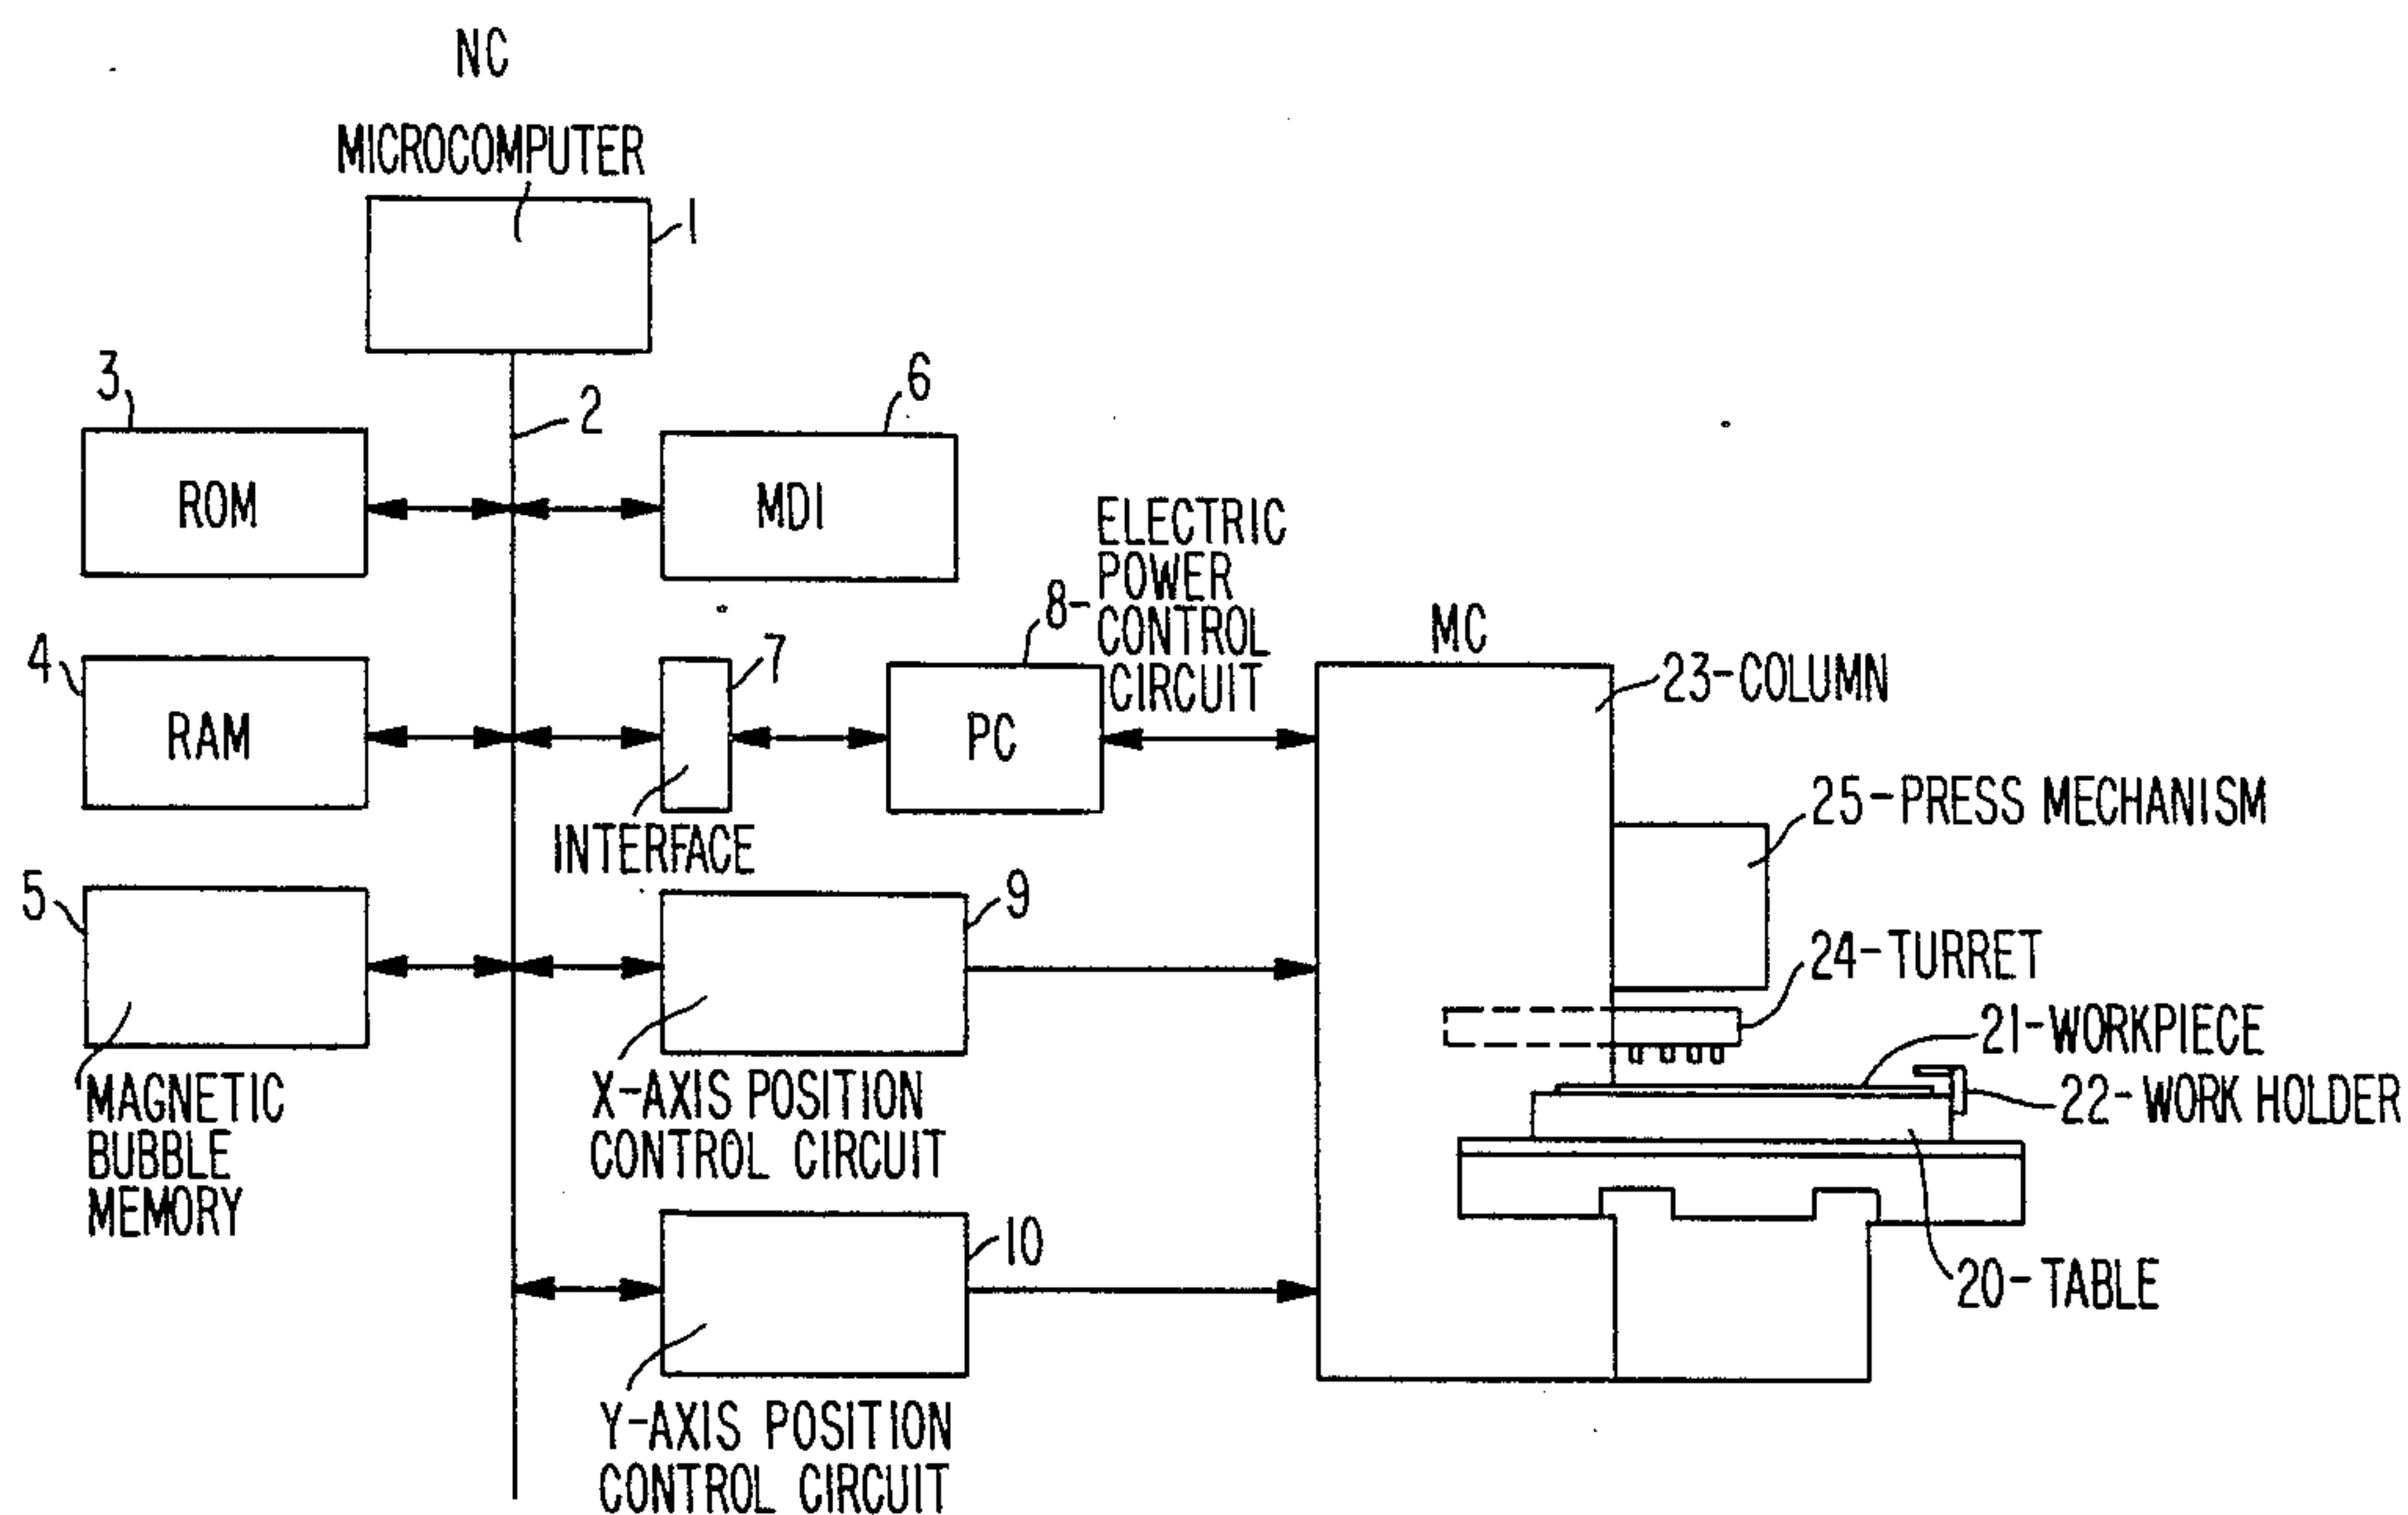 NC
MICROCOMPUTER
1
3
2
6
ROM
MDI
ELECTRIC
POWER
8-
CONTROL
CIRCUIT
4
7
RAM
PC
INTERFACE
MC
23-COLUMN
25-PRESS MECHANISM
24-TURRET
21-WORKPIECE
22-WORK HOLDER
20-TABLE
5
9
MAGNETIC
BUBBLE
MEMORY
X-AXIS POSITION
CONTROL CIRCUIT
10
Y-AXIS POSITION
CONTROL CIRCUIT